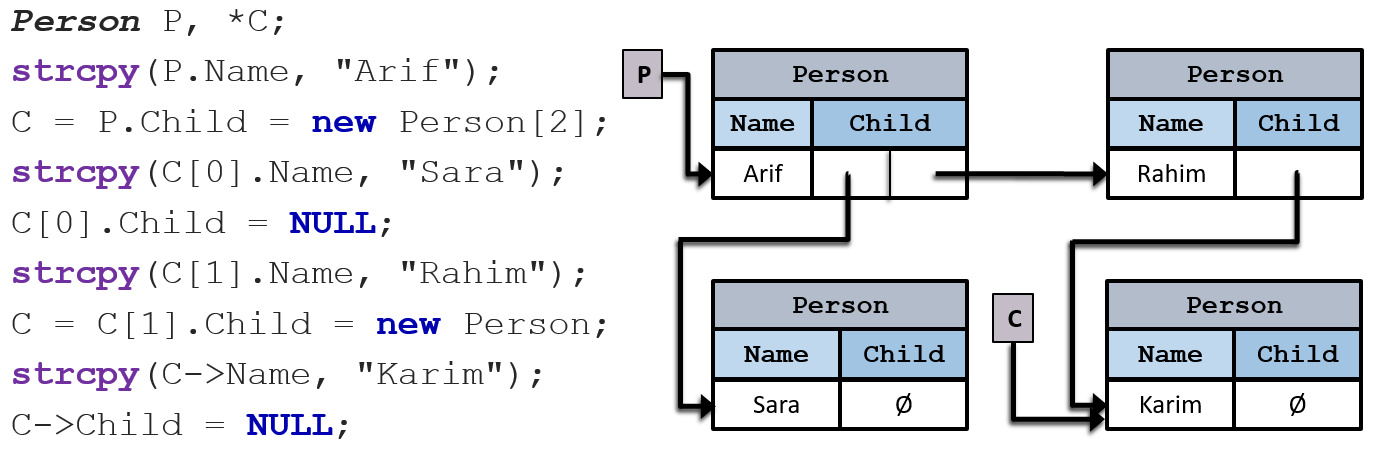 Person P, *C;
strcpy(P.Name, "Arif");
C = P.Child = new Person[2];
strcpy(C[0].Name, "Sara");
C[0].Child = NULL;
strcpy(C[1].Name, "Rahim");
C = C[1].Child = new Person;
strcpy(C->Name, "Karim");
C->Child = NULL;
P
Person
Name Child
Arif
Person
Name Child
Rahim
Person
Name Child
Sara Ø
C
Person
Name Child
Karim Ø